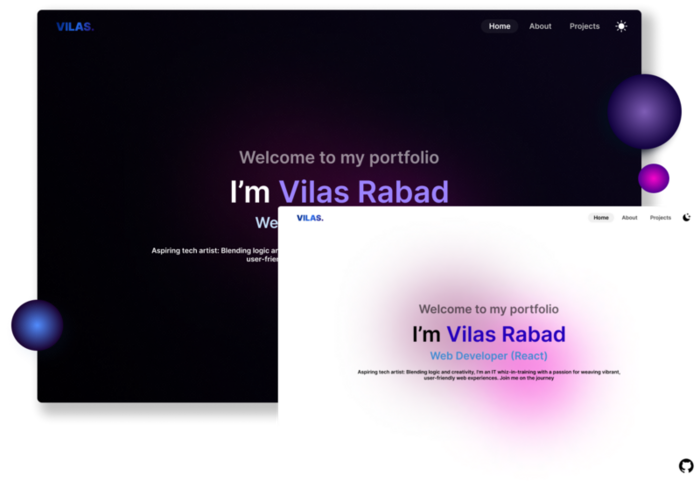 VILAS.
Home About Projects
Welcome to my portfolio
I'm Vilas Rabad
We
Aspiring tech artist: Blending logic an
user-frien
VILAS.
Home About Projects
Welcome to my portfolio
I'm Vilas Rabad
Web Developer (React)
Aspiring tech artist: Blending logic and creativity, I'm an IT whiz-in-training with a passion for weaving vibrant,
user-friendly web experiences. Join me on the journey